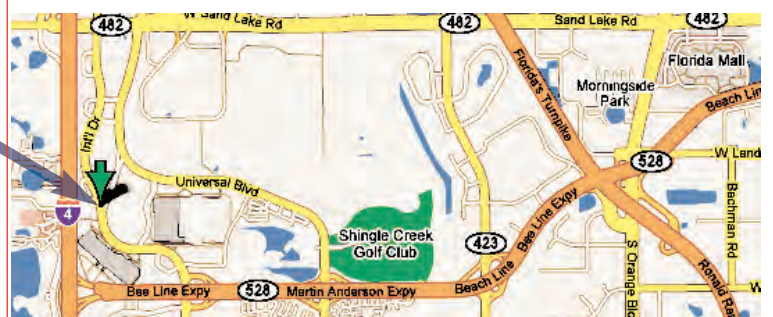 482
W Sand Lake Rd
482
Sand Lake Rd
482
Florida Mall
Morningside
Park
Florida's Turnpike
Beach Lin
Int'l Dr
528
W Land
Universal Blvd
Bachman Rd
4
Shingle Creek
Golf Club
423
Bee Line Expy
S Orange Blo
Ronald Rea
Beach Line
Bee Line Expy
528
Martin Anderson Expy
W